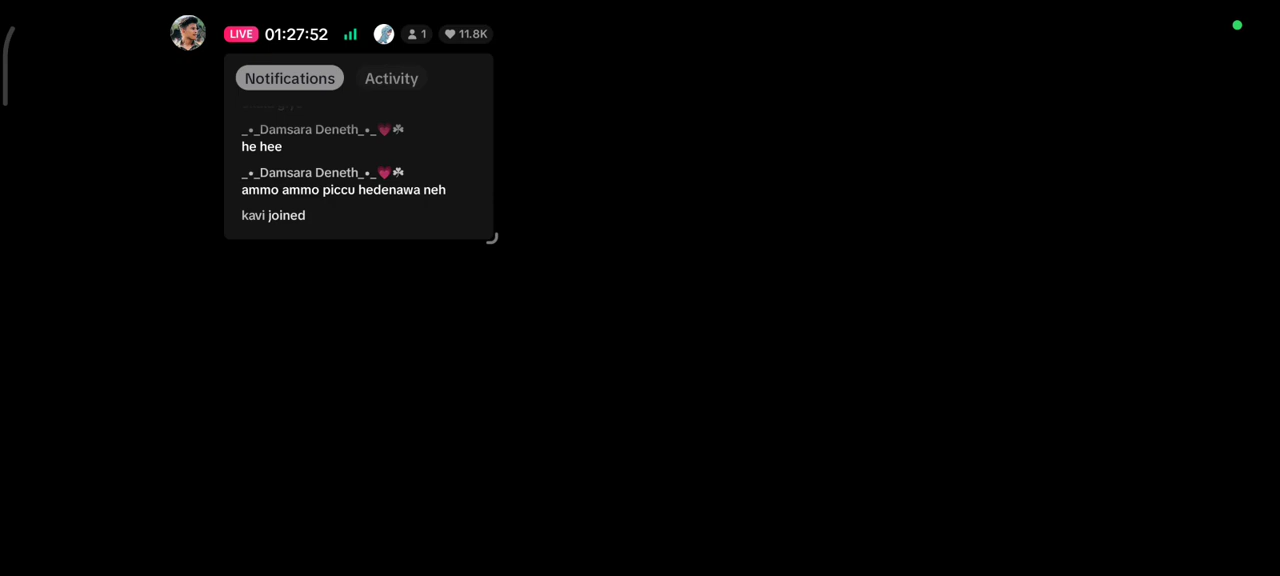 LIVE 01:27:52 1 11.8K
Notifications Activity
_•_Damsara Deneth_•_💗☘
he hee
_•_Damsara Deneth_•_💗☘
ammo ammo piccu hedenawa neh
kavi joined